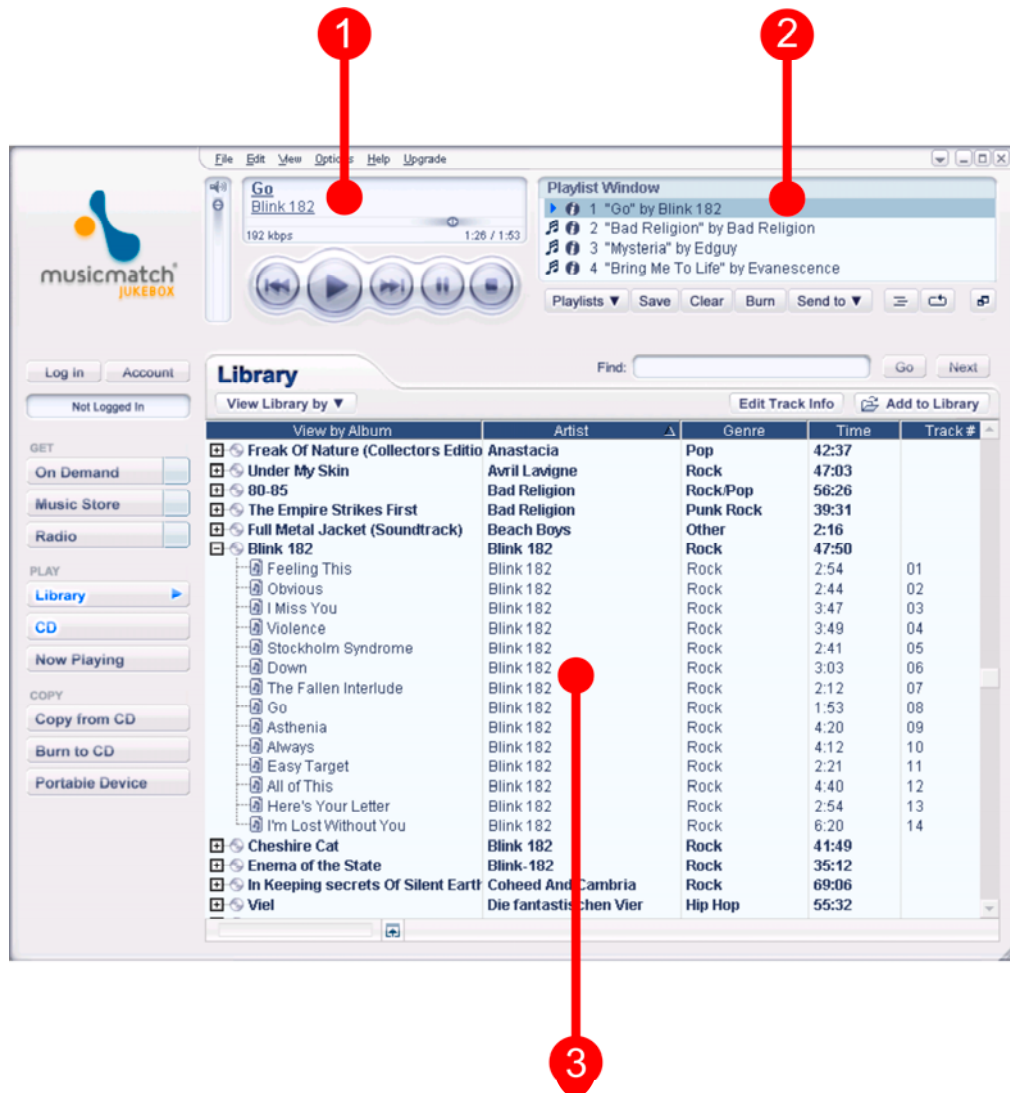 1
2
File Edit View Options Help Upgrade
Go
Blink 182
192 kbps 1:26 / 1:53
Playlist Window
1 "Go" by Blink 182
2 "Bad Religion" by Bad Religion
3 "Mysteria" by Edguy
4 "Bring Me To Life" by Evanescence
Playlists Save Clear Burn Send to
musicmatch
JUKEBOX
Log in Account
Not Logged In
GET
On Demand
Music Store
Radio
PLAY
Library
CD
Now Playing
COPY
Copy from CD
Burn to CD
Portable Device
Library
Find: Go Next
View Library by Edit Track Info Add to Library
View by Album Artist Genre Time Track #
Freak Of Nature (Collectors Editio Anastacia Pop 42:37
Under My Skin Avril Lavigne Rock 47:03
80-85 Bad Religion Rock/Pop 56:26
The Empire Strikes First Bad Religion Punk Rock 39:31
Full Metal Jacket (Soundtrack) Beach Boys Other 2:16
Blink 182 Blink 182 Rock 47:50
Feeling This Blink 182 Rock 2:54 01
Obvious Blink 182 Rock 2:44 02
I Miss You Blink 182 Rock 3:47 03
Violence Blink 182 Rock 3:49 04
Stockholm Syndrome Blink 182 Rock 2:41 05
Down Blink 182 Rock 3:03 06
The Fallen Interlude Blink 182 Rock 2:12 07
Go Blink 182 Rock 1:53 08
Asthenia Blink 182 Rock 4:20 09
Always Blink 182 Rock 4:12 10
Easy Target Blink 182 Rock 2:21 11
All of This Blink 182 Rock 4:40 12
Here's Your Letter Blink 182 Rock 2:54 13
I'm Lost Without You Blink 182 Rock 6:20 14
Cheshire Cat Blink 182 Rock 41:49
Enema of the State Blink-182 Rock 35:12
In Keeping secrets Of Silent Earth Coheed And Cambria Rock 69:06
Viel Die fantastischen Vier Hip Hop 55:32
3